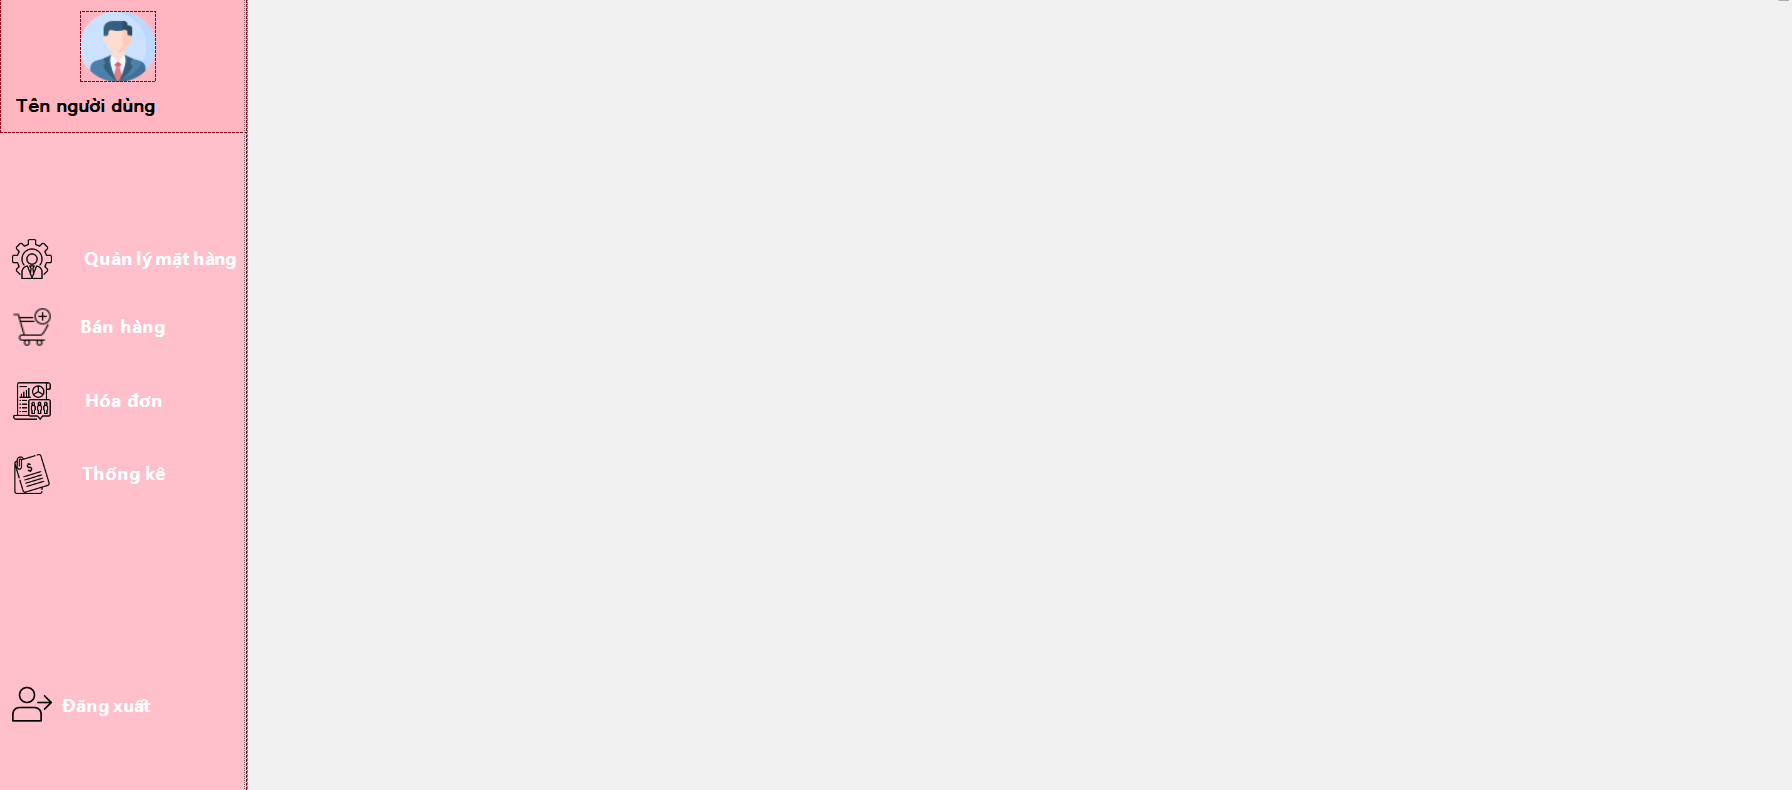 Tên người dùng
Quản lý mặt hàng
Bán hàng
Hóa đơn
Thống kê
Đăng xuất